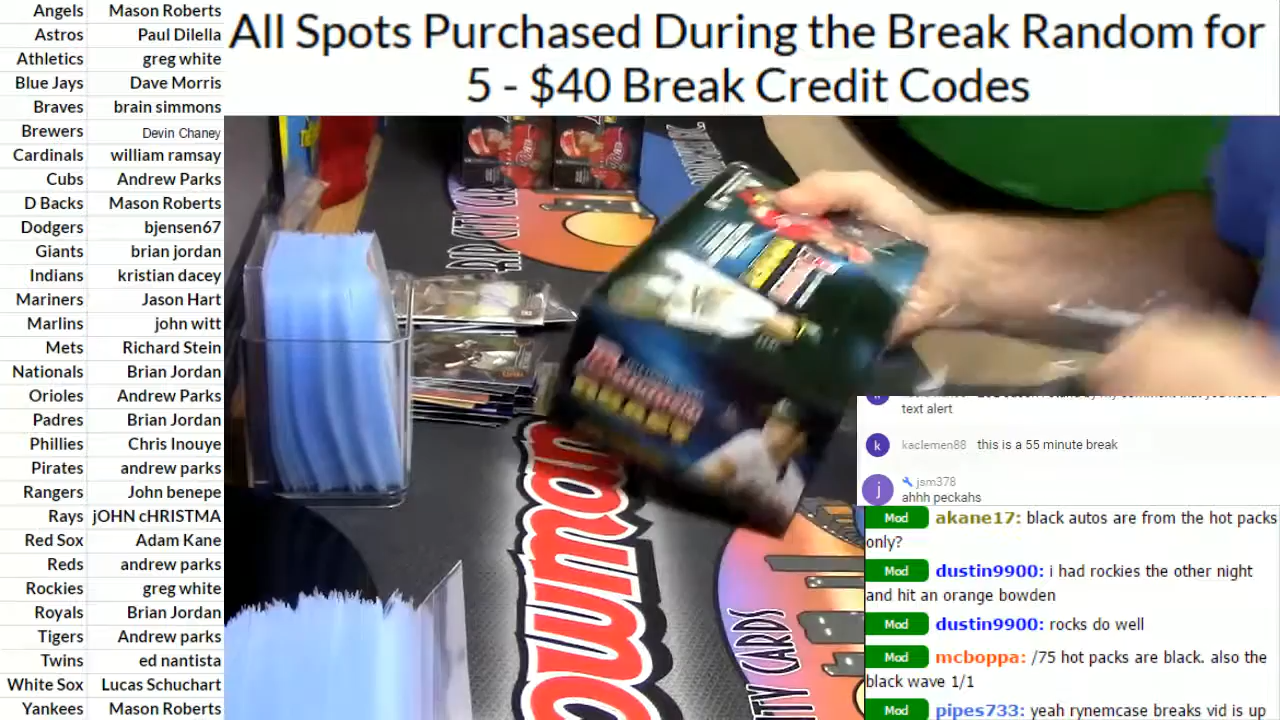 Angels Mason Roberts
Astros Paul Dilella
Athletics greg white
Blue Jays Dave Morris
Braves brain simmons
Brewers Devin Chaney
Cardinals william ramsay
Cubs Andrew Parks
D Backs Mason Roberts
Dodgers bjensen67
Giants brian jordan
Indians kristian dacey
Mariners Jason Hart
Marlins john witt
Mets Richard Stein
Nationals Brian Jordan
Orioles Andrew Parks
Padres Brian Jordan
Phillies Chris Inouye
Pirates andrew parks
Rangers John benepe
Rays jOHN cHRISTMA
Red Sox Adam Kane
Reds andrew parks
Rockies greg white
Royals Brian Jordan
Tigers Andrew parks
Twins ed nantista
White Sox Lucas Schuchart
Yankees Mason Roberts
All Spots Purchased During the Break Random for
5 - $40 Break Credit Codes
RIP CITY CARDS
Bowman
CITY CARDS
text alert
k kaclemen88 this is a 55 minute break
j jsm378
ahhh peckahs
Mod akane17: black autos are from the hot packs
only?
Mod dustin9900: i had rockies the other night
and hit an orange bowden
Mod dustin9900: rocks do well
Mod mcboppa: /75 hot packs are black. also the
black wave 1/1
Mod pipes733: yeah rynemcase breaks vid is up